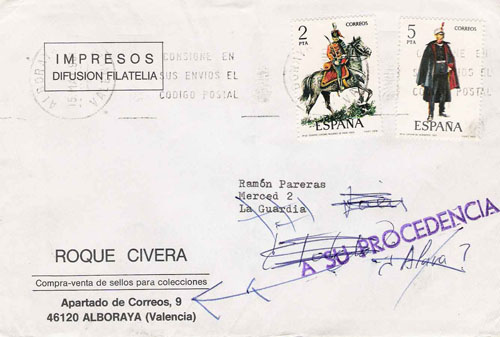 IMPRESOS
DIFUSION FILATELIA
CONSIGNE EN
SUS ENVIOS EL
CODIGO POSTAL
2
PTA
CORREOS
ESPAÑA
5
PTA
CORREOS
ESPAÑA
Ramón Pareras
Merced 2
La Guardia
A SU PROCEDENCIA
Alava ?
ROQUE CIVERA
Compra-venta de sellos para colecciones
Apartado de Correos, 9
46120 ALBORAYA (Valencia)